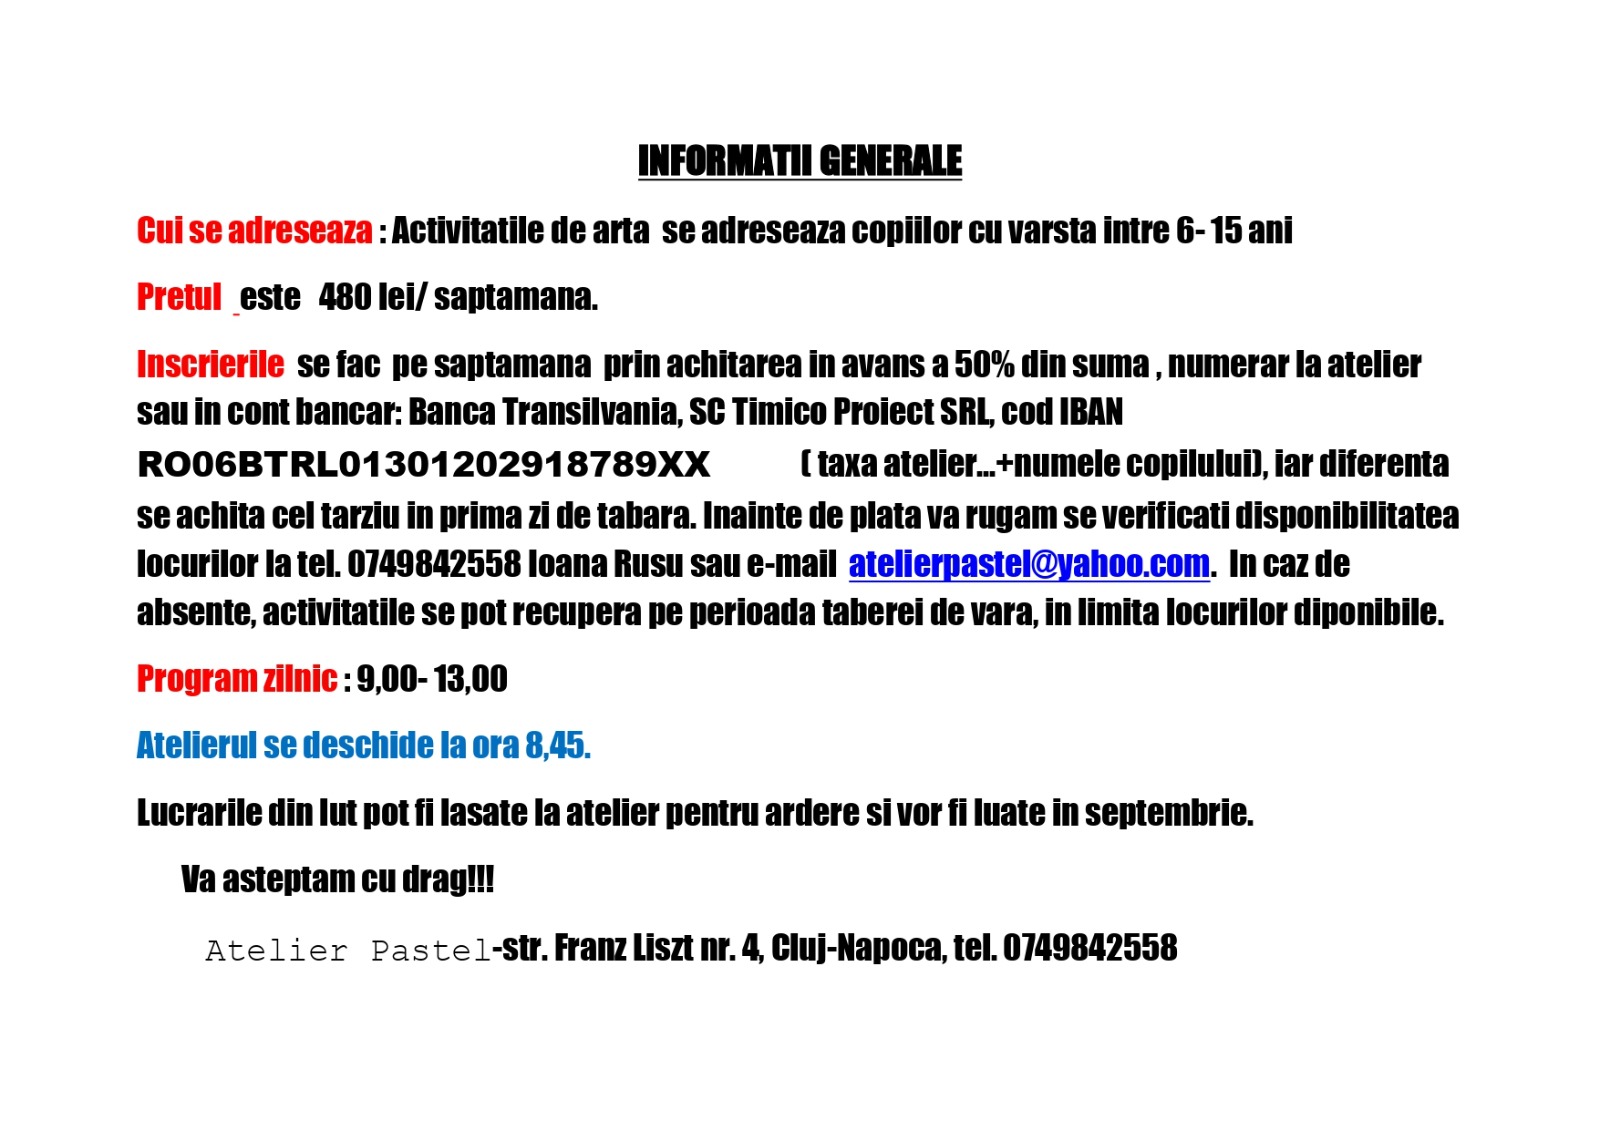 INFORMATII GENERALE
Cui se adreseaza : Activitatile de arta se adreseaza copiilor cu varsta intre 6- 15 ani
Pretul este 480 lei/ saptamana.
Inscrierile se fac pe saptamana prin achitarea in avans a 50% din suma , numerar la atelier
sau in cont bancar: Banca Transilvania, SC Timico Proiect SRL, cod IBAN
RO06BTRL01301202918789XX ( taxa atelier...+numele copilului), iar diferenta
se achita cel tarziu in prima zi de tabara. Inainte de plata va rugam se verificati disponibilitatea
locurilor la tel. 0749842558 Ioana Rusu sau e-mail atelierpastel@yahoo.com. In caz de
absente, activitatile se pot recupera pe perioada taberei de vara, in limita locurilor diponibile.
Program zilnic : 9,00- 13,00
Atelierul se deschide la ora 8,45.
Lucrarile din lut pot fi lasate la atelier pentru ardere si vor fi luate in septembrie.
Va asteptam cu drag!!!
Atelier Pastel-str. Franz Liszt nr. 4, Cluj-Napoca, tel. 0749842558